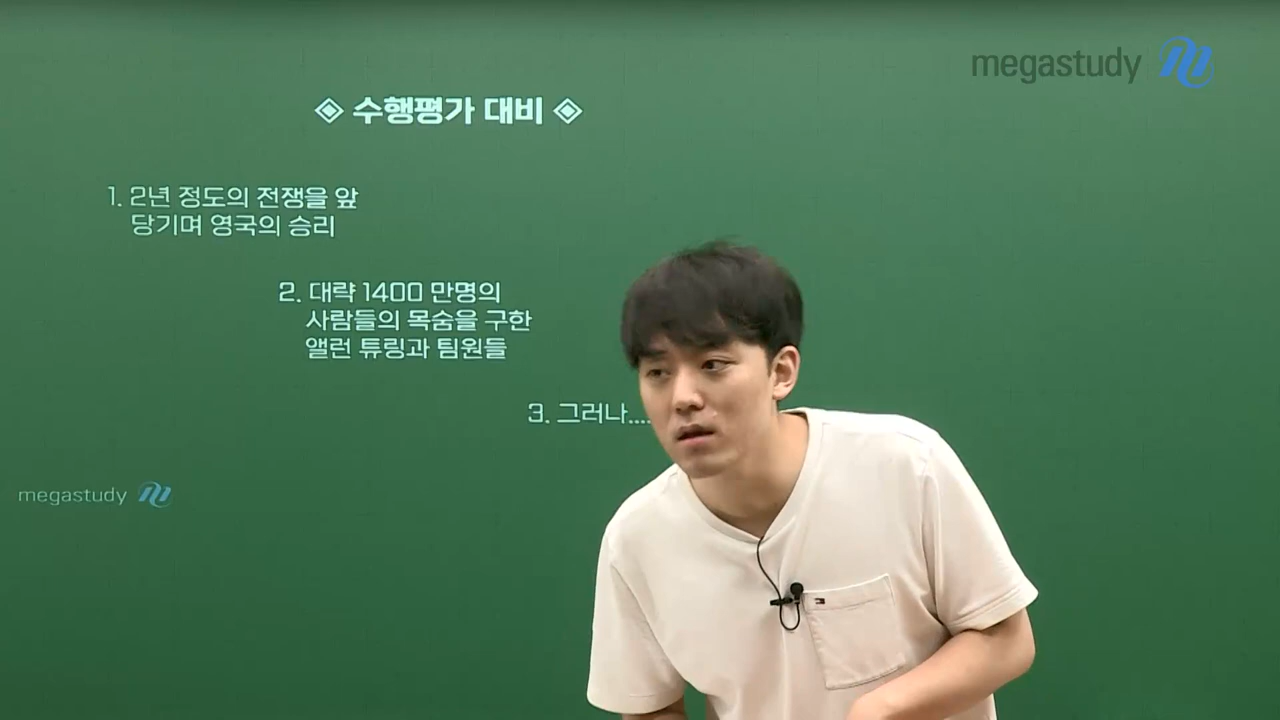 megastudy
◈ 수행평가 대비 ◈
1. 2년 정도의 전쟁을 앞
당기며 영국의 승리
2. 대략 1400 만명의
사람들의 목숨을 구한
앨런 튜링과 팀원들
3. 그러나....
megastudy